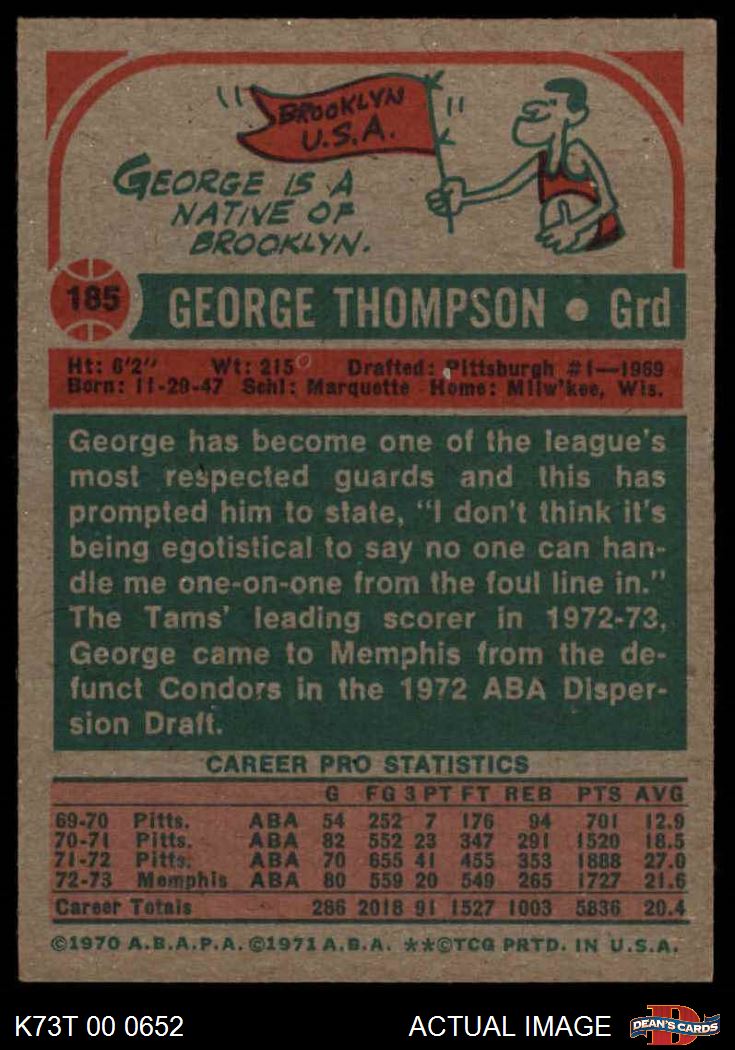 BROOKLYN
U.S.A.
GEORGE IS A
NATIVE OF
BROOKLYN.
185 GEORGE THOMPSON • Grd
Ht: 6'2" Wt: 215 Drafted: Pittsburgh #1—1969
Born: 11-29-47 Schl: Marquette Home: Milw'kee, Wis.
George has become one of the league's
most respected guards and this has
prompted him to state, "I don't think it's
being egotistical to say no one can han-
dle me one-on-one from the foul line in."
The Tams' leading scorer in 1972-73,
George came to Memphis from the de-
funct Condors in the 1972 ABA Disper-
sion Draft.
CAREER PRO STATISTICS
G FG 3 PT FT REB PTS AVG
69-70 Pitts. ABA 54 252 7 176 94 701 12.9
70-71 Pitts. ABA 82 552 23 347 291 1520 18.5
71-72 Pitts. ABA 70 655 41 455 353 1888 27.0
72-73 Memphis ABA 80 559 20 549 265 1727 21.6
Career Totals 286 2018 91 1527 1003 5836 20.4
©1970 A.B.A.P.A. ©1971 A.B.A. **©TCG PRTD. IN U.S.A.
K73T 00 0652 ACTUAL IMAGE DEAN'S CARDS